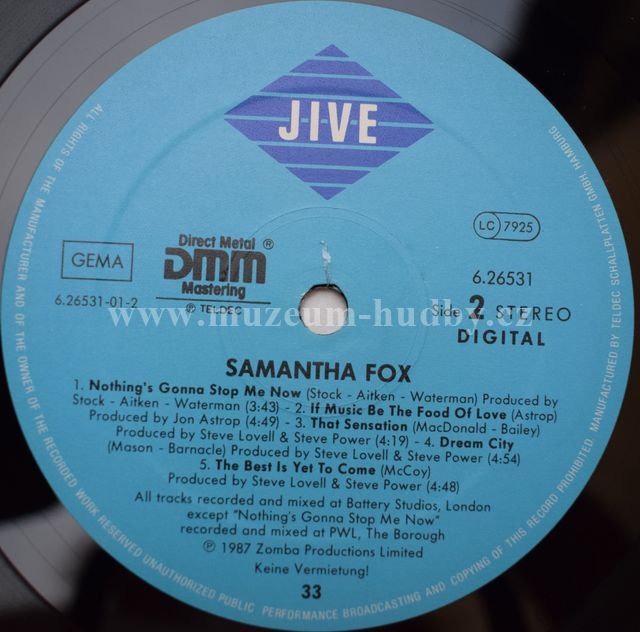 JIVE
GEMA
6.26531-01-2
Direct Metal ®
DMM
Mastering
℗ TELDEC
LC 7925
6.26531
Side 2 STEREO
DIGITAL
www.muzeum-hudby.cz
SAMANTHA FOX
1. Nothing's Gonna Stop Me Now (Stock - Aitken - Waterman) Produced by
Stock - Aitken - Waterman (3:43) - 2. If Music Be The Food Of Love (Astrop)
Produced by Jon Astrop (4:49) - 3. That Sensation (MacDonald - Bailey)
Produced by Steve Lovell & Steve Power (4:19) - 4. Dream City
(Mason - Barnacle) Produced by Steve Lovell & Steve Power (4:54)
5. The Best Is Yet To Come (McCoy)
Produced by Steve Lovell & Steve Power (4:48)
All tracks recorded and mixed at Battery Studios, London
except "Nothing's Gonna Stop Me Now"
recorded and mixed at PWL, The Borough
℗ 1987 Zomba Productions Limited
Keine Vermietung!
33
ALL RIGHTS OF THE MANUFACTURER AND OF THE OWNER OF THE RECORDED WORK RESERVED UNAUTHORIZED PUBLIC PERFORMANCE BROADCASTING AND COPYING OF THIS RECORD PROHIBITED. MANUFACTURED BY TELDEC SCHALLPLATTEN GMBH, HAMBURG